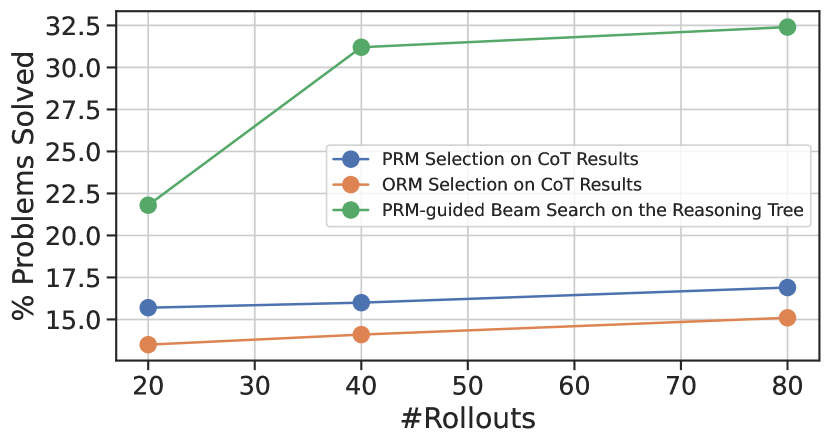 % Problems Solved
32.5
30.0
27.5
25.0
22.5
20.0
17.5
15.0
PRM Selection on CoT Results
ORM Selection on CoT Results
PRM-guided Beam Search on the Reasoning Tree
20 30 40 50 60 70 80
#Rollouts